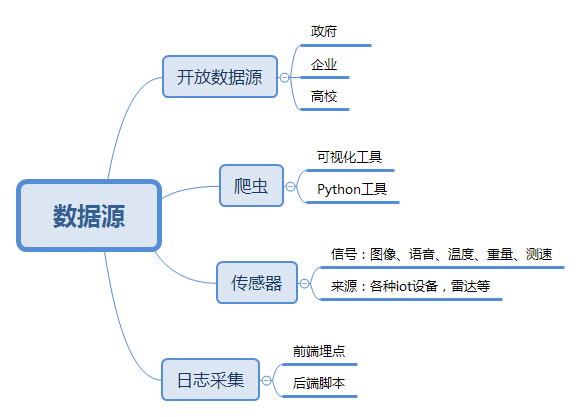 数据源
开放数据源
政府
企业
高校
爬虫
可视化工具
Python工具
传感器
信号：图像、语音、温度、重量、测速
来源：各种iot设备，雷达等
日志采集
前端埋点
后端脚本